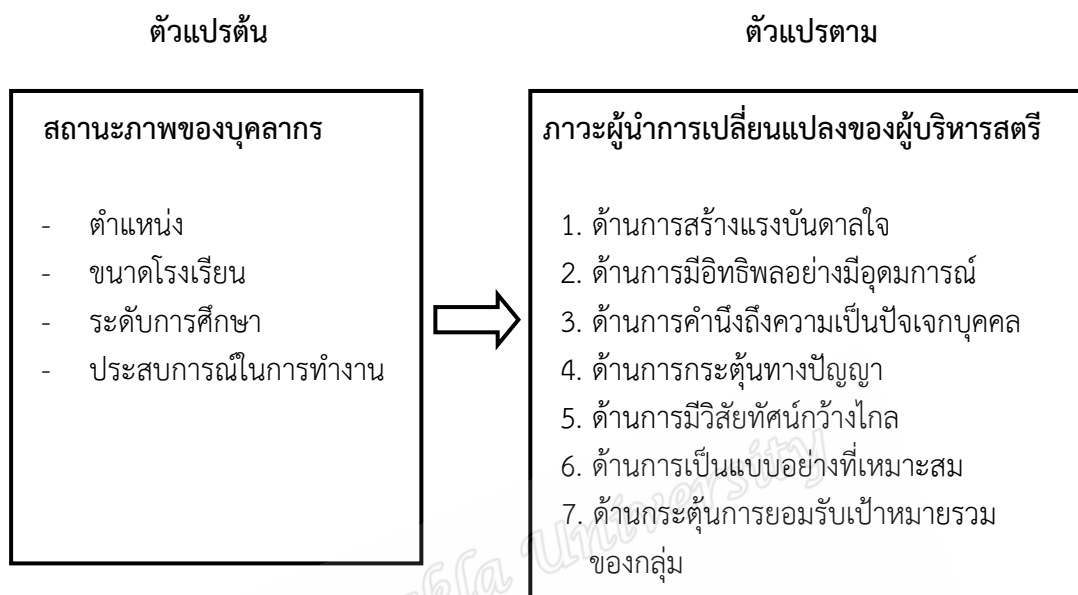 ตัวแปรต้น
ตัวแปรตาม
สถานะภาพของบุคลากร
- ตำแหน่ง
- ขนาดโรงเรียน
- ระดับการศึกษา
- ประสบการณ์ในการทำงาน
ภาวะผู้นำการเปลี่ยนแปลงของผู้บริหารสตรี
1. ด้านการสร้างแรงบันดาลใจ
2. ด้านการมีอิทธิพลอย่างมีอุดมการณ์
3. ด้านการคำนึงถึงความเป็นปัจเจกบุคคล
4. ด้านการกระตุ้นทางปัญญา
5. ด้านการมีวิสัยทัศน์กว้างไกล
6. ด้านการเป็นแบบอย่างที่เหมาะสม
7. ด้านกระตุ้นการยอมรับเป้าหมายรวม
ของกลุ่ม
University